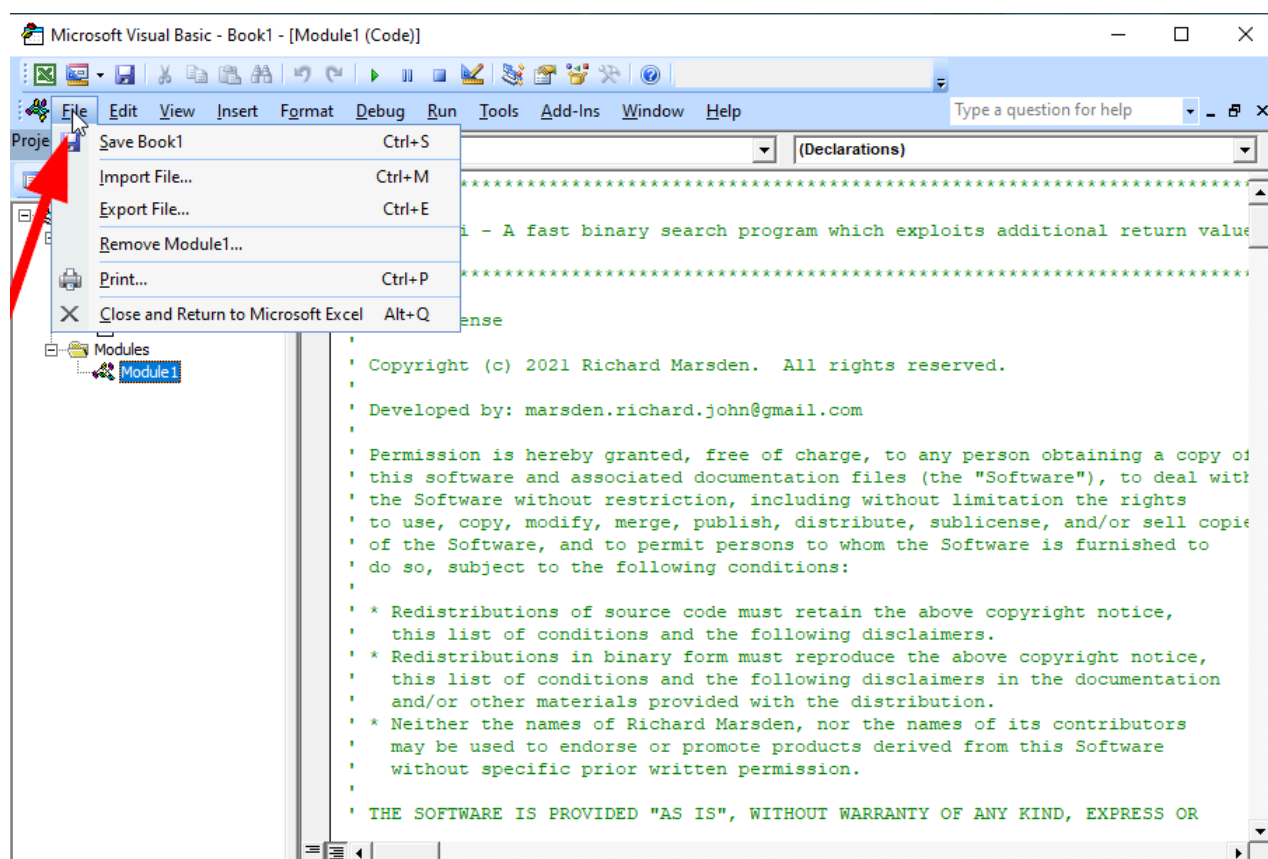 Microsoft Visual Basic - Book1 - [Module1 (Code)]
File Edit View Insert Format Debug Run Tools Add-Ins Window Help Type a question for help
Proje
Save Book1 Ctrl+S
(Declarations)
Import File... Ctrl+M
Export File... Ctrl+E
Remove Module1...
Print... Ctrl+P
Close and Return to Microsoft Excel Alt+Q
Modules
Module1
*********************************************************************
i - A fast binary search program which exploits additional return value
*********************************************************************
ense
'
' Copyright (c) 2021 Richard Marsden.  All rights reserved.
'
' Developed by: marsden.richard.john@gmail.com
'
' Permission is hereby granted, free of charge, to any person obtaining a copy of
' this software and associated documentation files (the "Software"), to deal with
' the Software without restriction, including without limitation the rights
' to use, copy, modify, merge, publish, distribute, sublicense, and/or sell copie
' of the Software, and to permit persons to whom the Software is furnished to
' do so, subject to the following conditions:
'
' * Redistributions of source code must retain the above copyright notice,
'   this list of conditions and the following disclaimers.
' * Redistributions in binary form must reproduce the above copyright notice,
'   this list of conditions and the following disclaimers in the documentation
'   and/or other materials provided with the distribution.
' * Neither the names of Richard Marsden, nor the names of its contributors
'   may be used to endorse or promote products derived from this Software
'   without specific prior written permission.
'
' THE SOFTWARE IS PROVIDED "AS IS", WITHOUT WARRANTY OF ANY KIND, EXPRESS OR